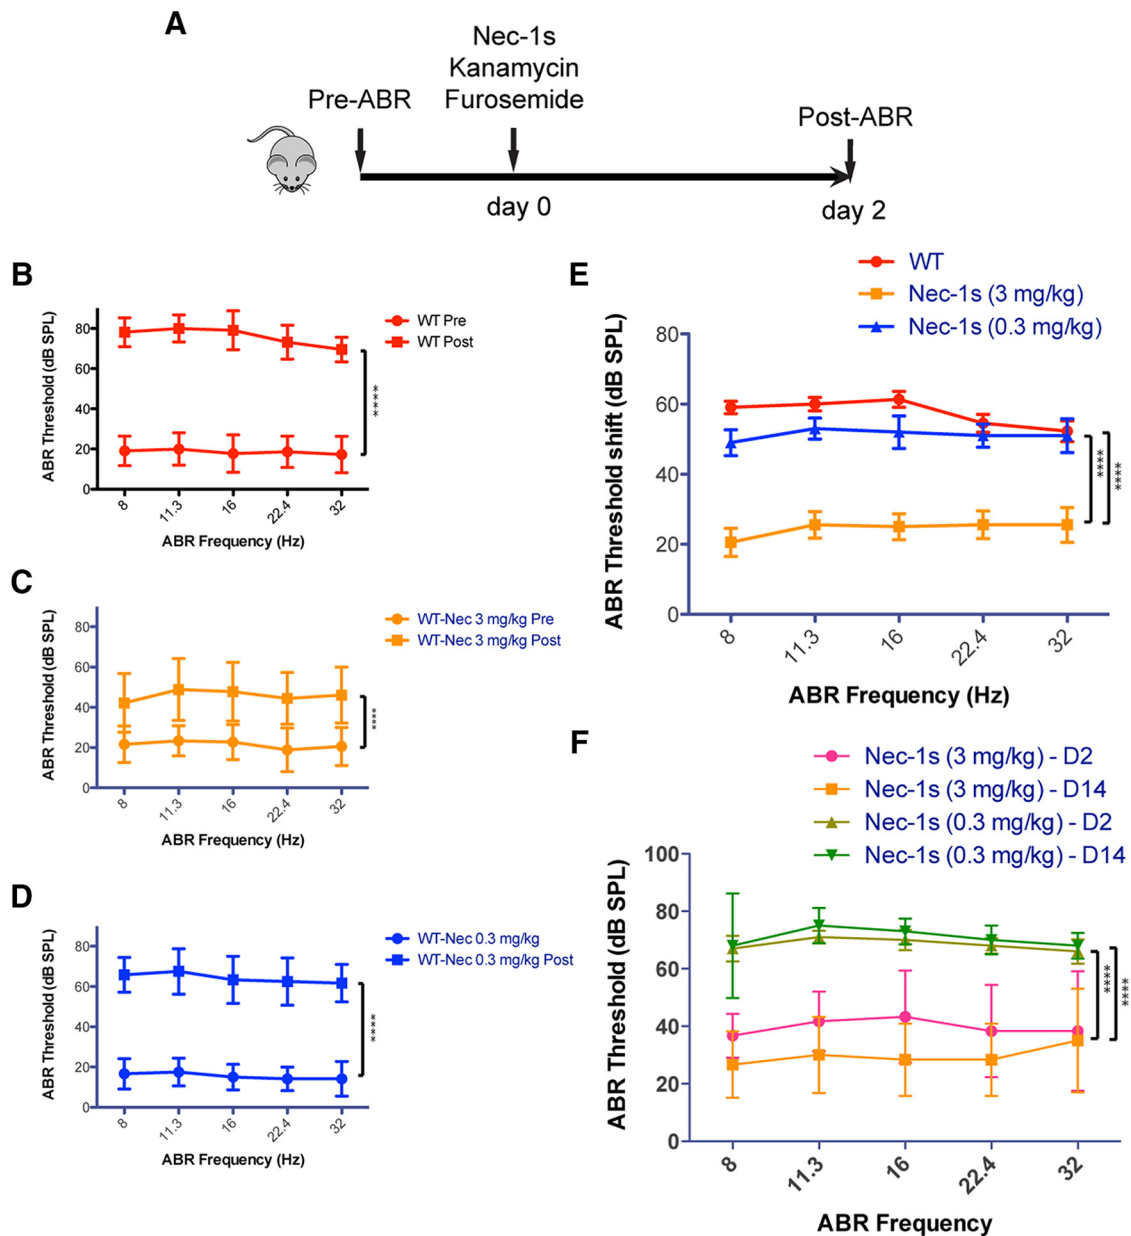 A
Nec-1s
Kanamycin
Furosemide
Pre-ABR
Post-ABR
day 0
day 2
B
ABR Threshold (dB SPL)
80
60
40
20
0
8
11.3
16
22.4
32
ABR Frequency (Hz)
WT Pre
WT Post
****
C
ABR Threshold (dB SPL)
80
60
40
20
0
8
11.3
16
22.4
32
ABR Frequency (Hz)
WT-Nec 3 mg/kg Pre
WT-Nec 3 mg/kg Post
****
D
ABR Threshold (dB SPL)
80
60
40
20
0
8
11.3
16
22.4
32
ABR Frequency (Hz)
WT-Nec 0.3 mg/kg
WT-Nec 0.3 mg/kg Post
****
E
WT
Nec-1s (3 mg/kg)
Nec-1s (0.3 mg/kg)
ABR Threshold shift (dB SPL)
80
60
40
20
0
8
11.3
16
22.4
32
ABR Frequency (Hz)
****
****
F
Nec-1s (3 mg/kg) - D2
Nec-1s (3 mg/kg) - D14
Nec-1s (0.3 mg/kg) - D2
Nec-1s (0.3 mg/kg) - D14
ABR Threshold (dB SPL)
100
80
60
40
20
0
8
11.3
16
22.4
32
ABR Frequency
****
****